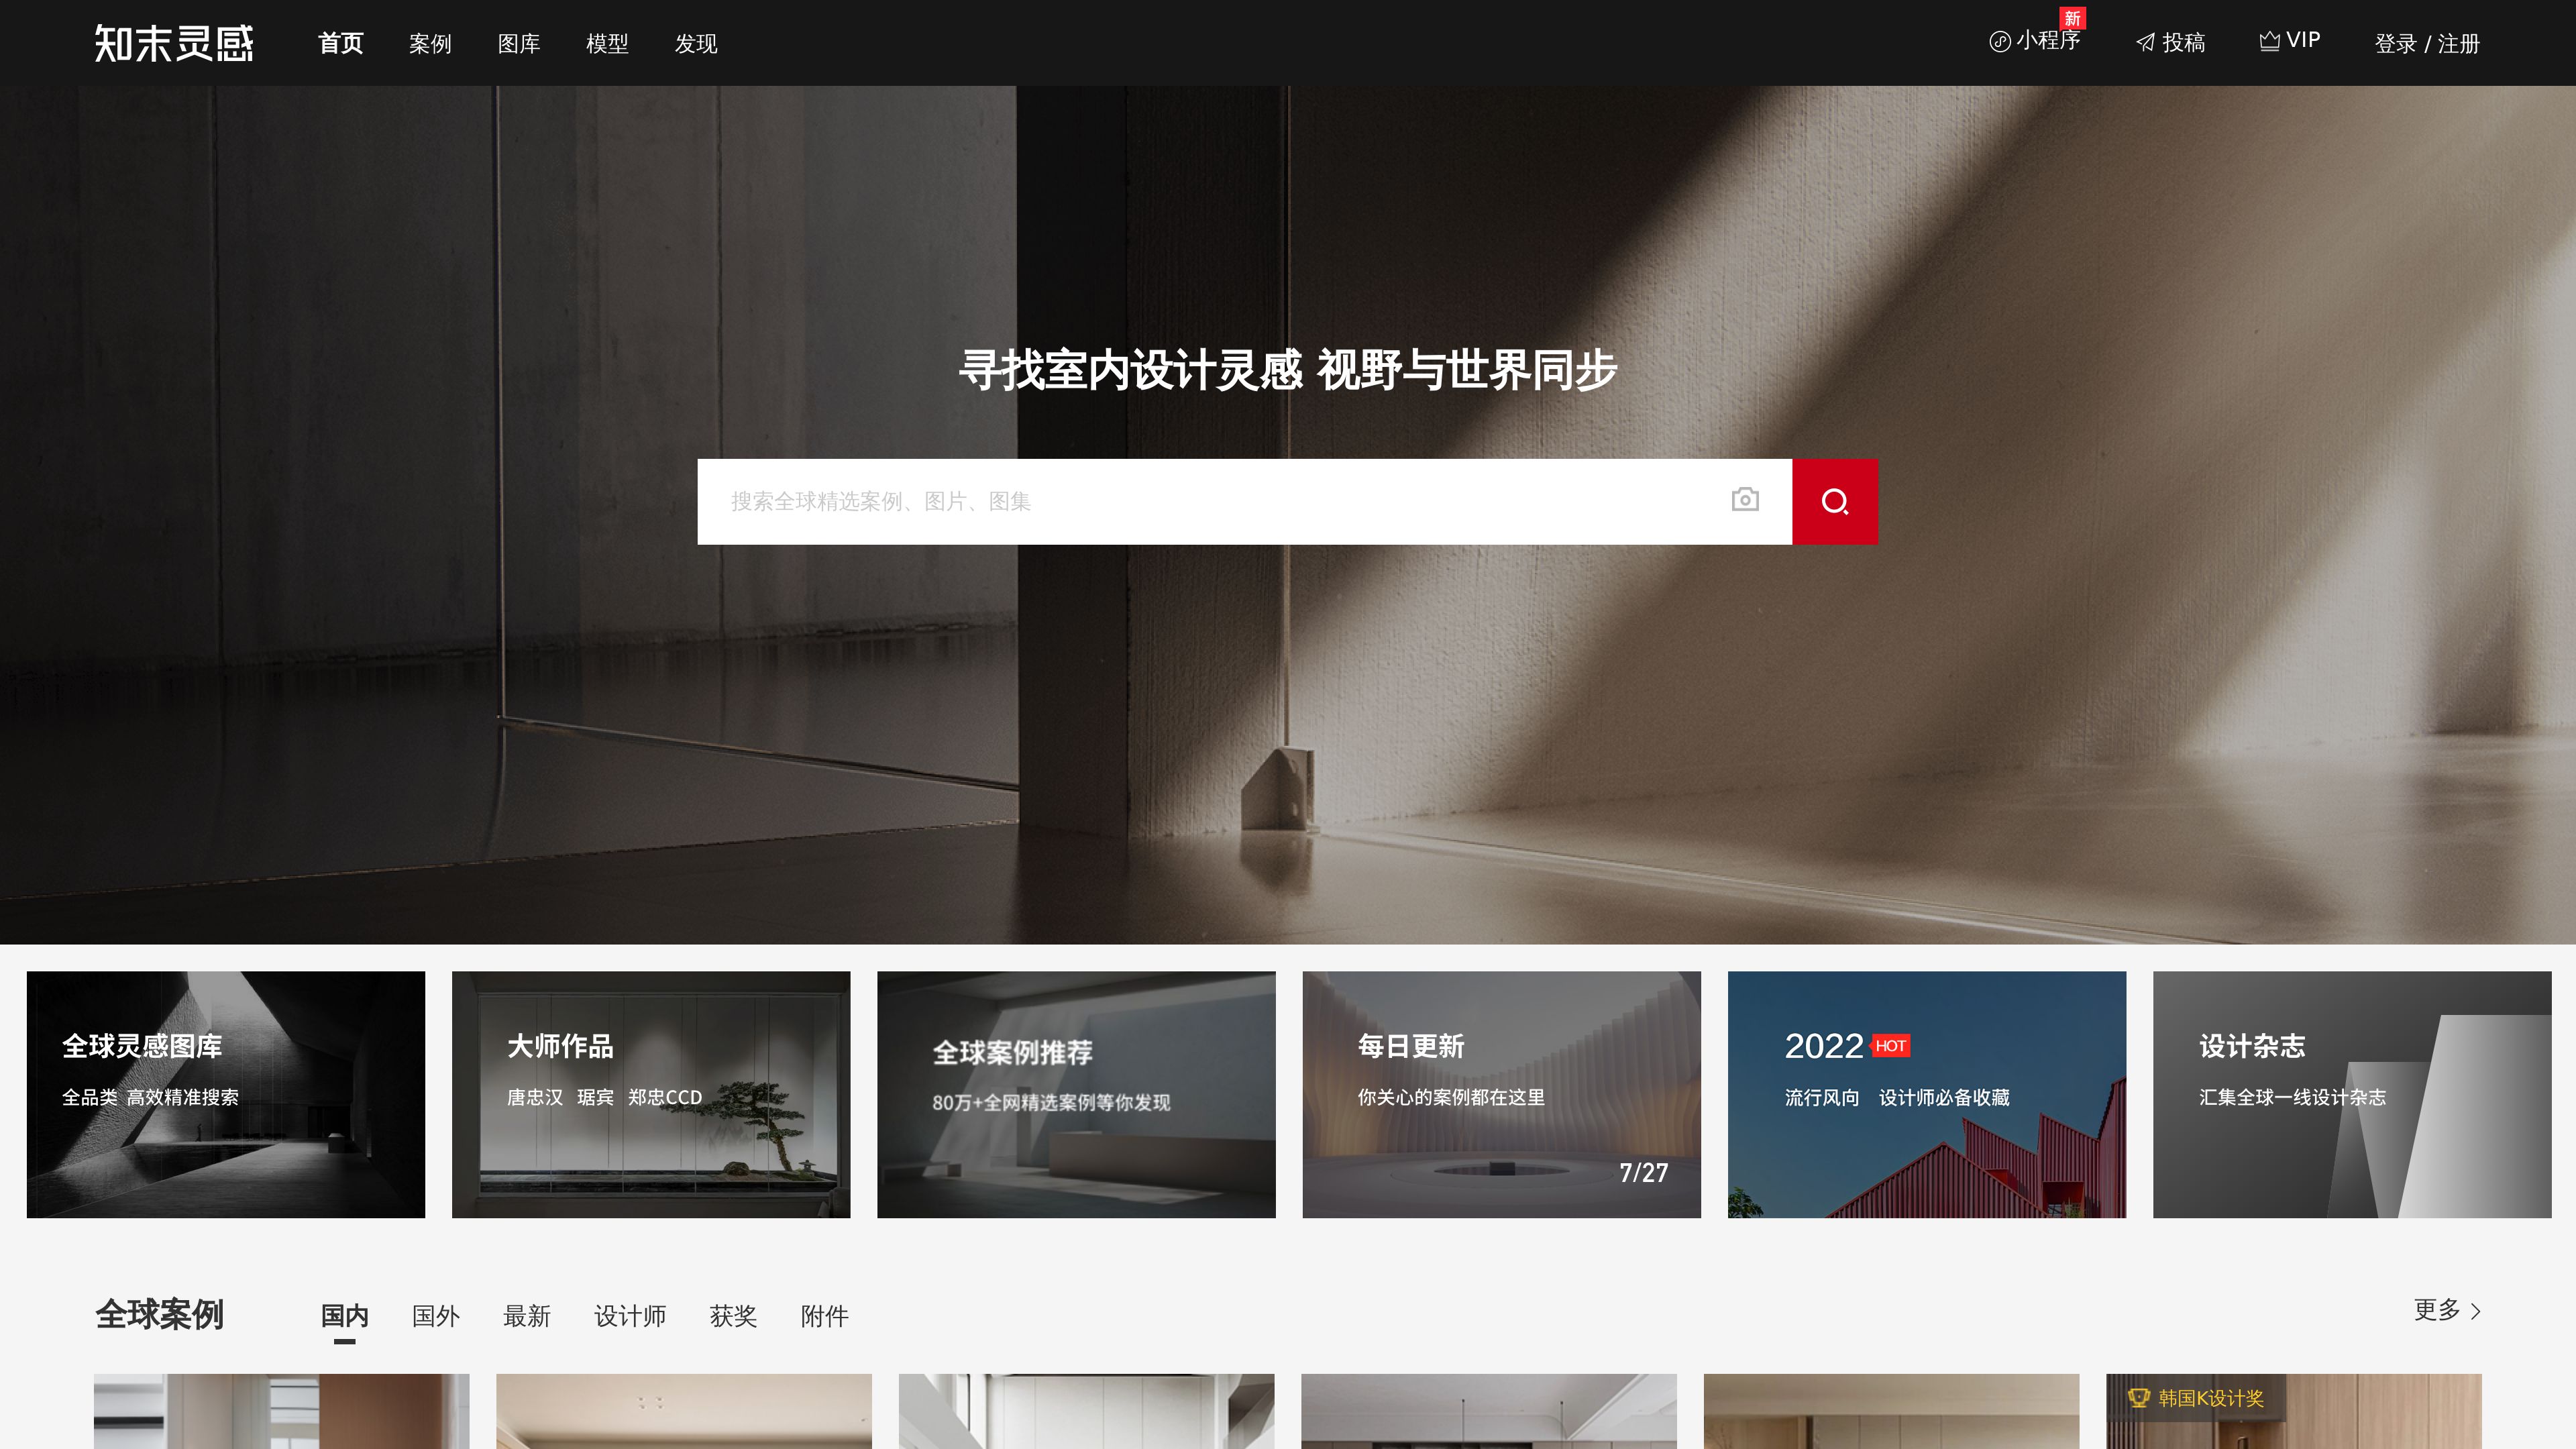 知末灵感 首页 案例 图库 模型 发现 小程序 新 投稿 VIP 登录 / 注册
寻找室内设计灵感 视野与世界同步
搜索全球精选案例、图片、图集
全球灵感图库
全品类 高效精准搜索
大师作品
唐忠汉 琚宾 郑忠CCD
全球案例推荐
80万+全网精选案例等你发现
每日更新
你关心的案例都在这里
7/27
2022 HOT
流行风向 设计师必备收藏
设计杂志
汇集全球一线设计杂志
全球案例 国内 国外 最新 设计师 获奖 附件 更多
韩国K设计奖